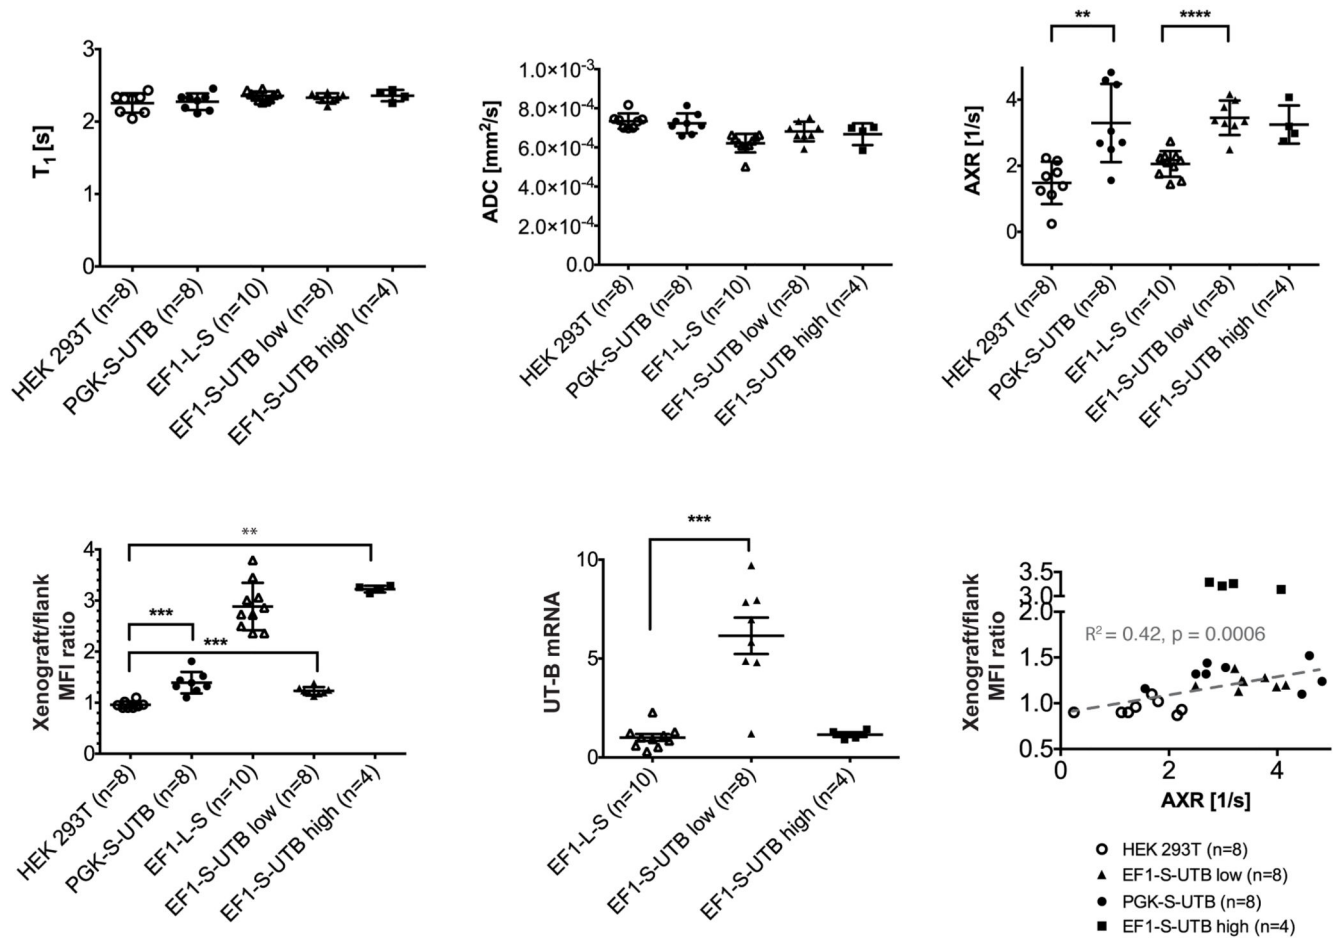 3
2
1
0
T1 [s]
HEK 293T (n=8)
PGK-S-UTB (n=8)
EF1-L-S (n=10)
EF1-S-UTB low (n=8)
EF1-S-UTB high (n=4)
1.0×10-3
8.0×10-4
6.0×10-4
4.0×10-4
2.0×10-4
0.0
ADC [mm2/s]
HEK 293T (n=8)
PGK-S-UTB (n=8)
EF1-L-S (n=10)
EF1-S-UTB low (n=8)
EF1-S-UTB high (n=4)
**
****
4
2
0
AXR [1/s]
HEK 293T (n=8)
PGK-S-UTB (n=8)
EF1-L-S (n=10)
EF1-S-UTB low (n=8)
EF1-S-UTB high (n=4)
**
***
***
4
3
2
1
0
Xenograft/flank
MFI ratio
HEK 293T (n=8)
PGK-S-UTB (n=8)
EF1-L-S (n=10)
EF1-S-UTB low (n=8)
EF1-S-UTB high (n=4)
***
10
5
0
UT-B mRNA
EF1-L-S (n=10)
EF1-S-UTB low (n=8)
EF1-S-UTB high (n=4)
3.5
3.0
2.0
1.5
1.0
0.5
Xenograft/flank
MFI ratio
R2 = 0.42, p = 0.0006
0 2 4
AXR [1/s]
HEK 293T (n=8)
EF1-S-UTB low (n=8)
PGK-S-UTB (n=8)
EF1-S-UTB high (n=4)